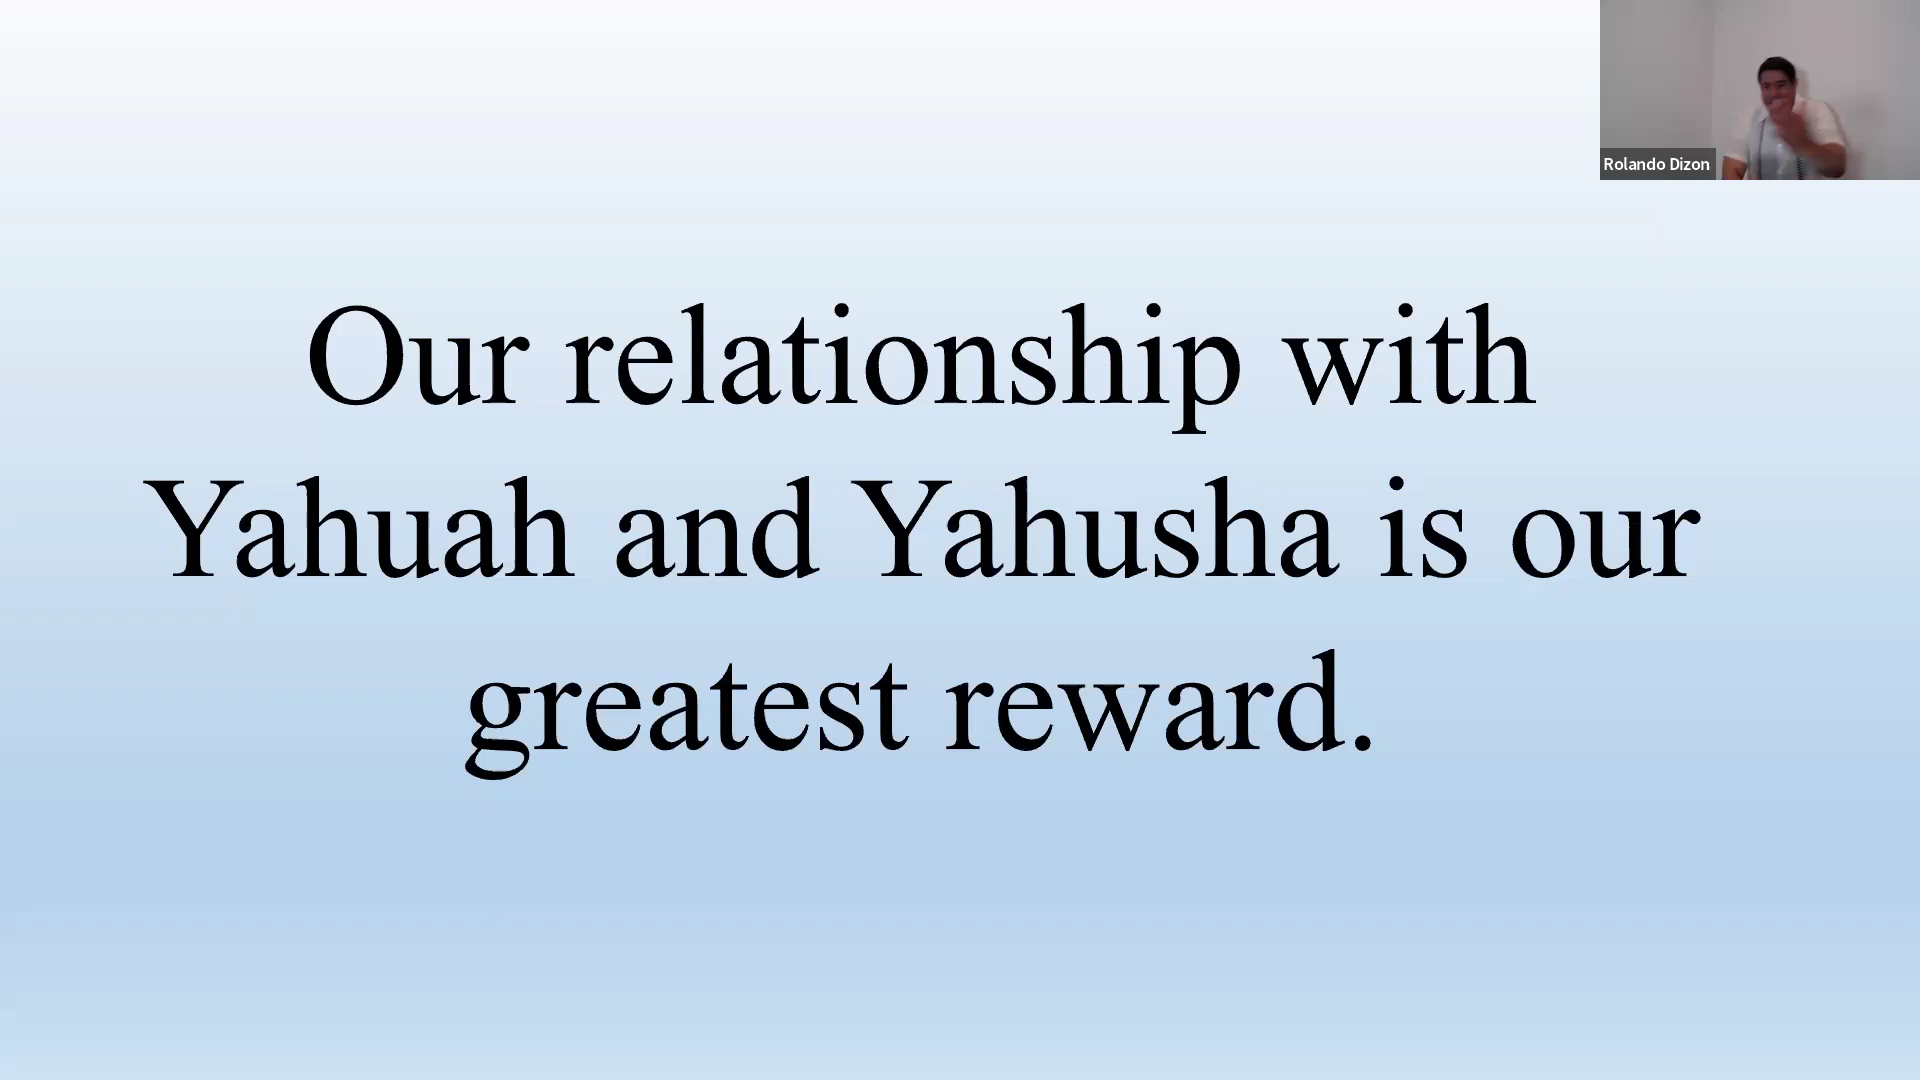 Rolando Dizon
Our relationship with
Yahuah and Yahusha is our
greatest reward.